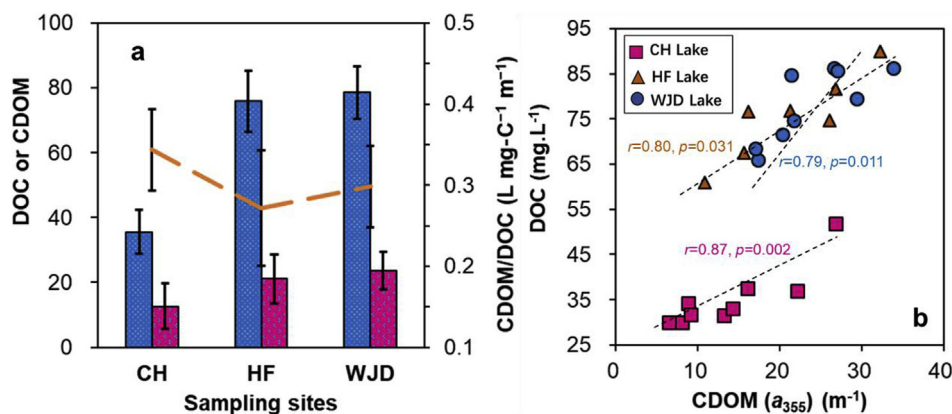 a
100
80
60
40
20
0
DOC or CDOM
CH
HF
WJD
Sampling sites
0.5
0.4
0.3
0.2
0.1
CDOM/DOC (L mg-C⁻¹ m⁻¹)
b
CH Lake
HF Lake
WJD Lake
95
85
75
65
55
45
35
25
DOC (mg.L⁻¹)
r=0.80, p=0.031
r=0.79, p=0.011
r=0.87, p=0.002
0
10
20
30
40
CDOM (a₃₅₅) (m⁻¹)